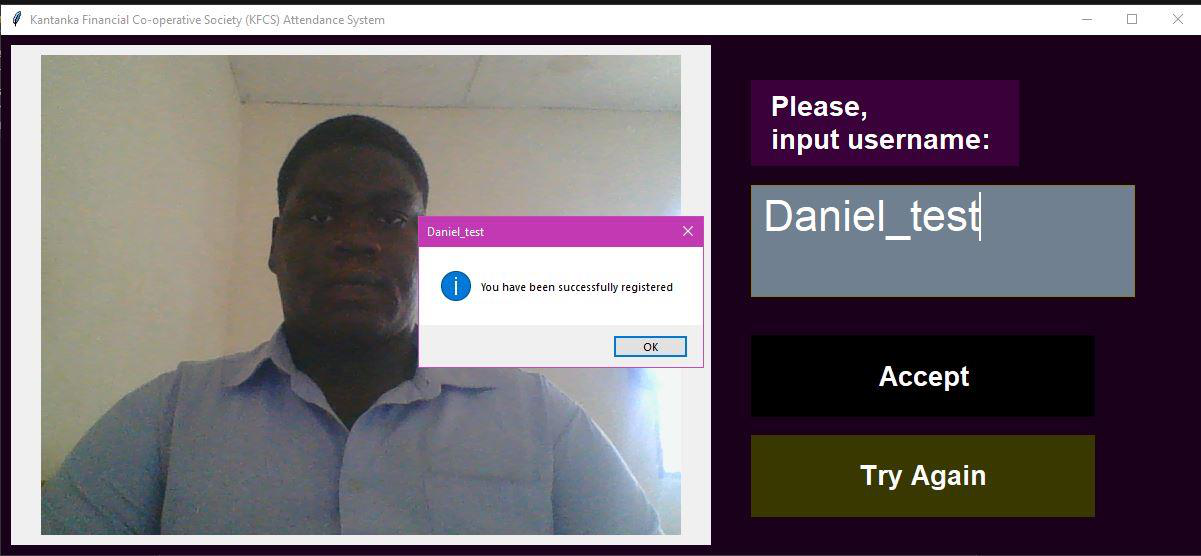 Kantanka Financial Co-operative Society (KFCS) Attendance System
Please,
input username:
Daniel_test
Daniel_test
You have been successfully registered
OK
Accept
Try Again